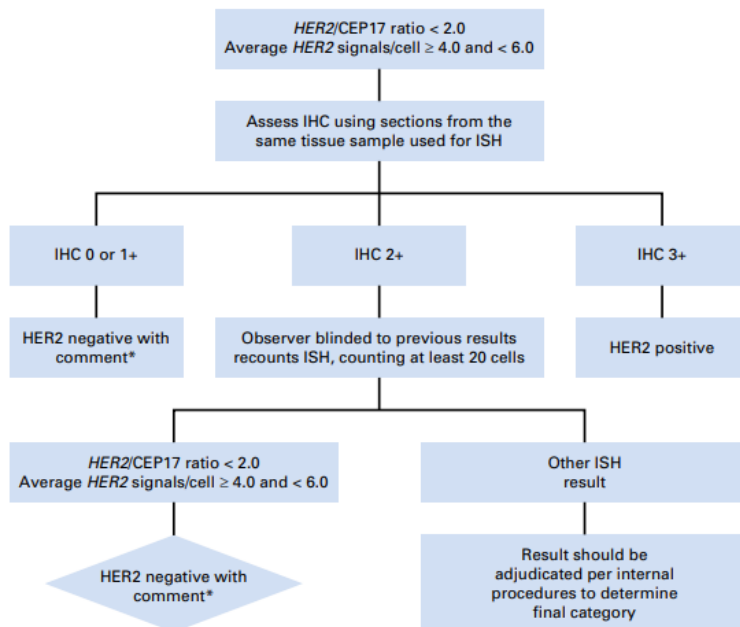 HER2/CEP17 ratio < 2.0
Average HER2 signals/cell ≥ 4.0 and < 6.0
Assess IHC using sections from the
same tissue sample used for ISH
IHC 0 or 1+
IHC 2+
IHC 3+
HER2 negative with
comment*
Observer blinded to previous results
recounts ISH, counting at least 20 cells
HER2 positive
HER2/CEP17 ratio < 2.0
Average HER2 signals/cell ≥ 4.0 and < 6.0
Other ISH
result
HER2 negative with
comment*
Result should be
adjudicated per internal
procedures to determine
final category